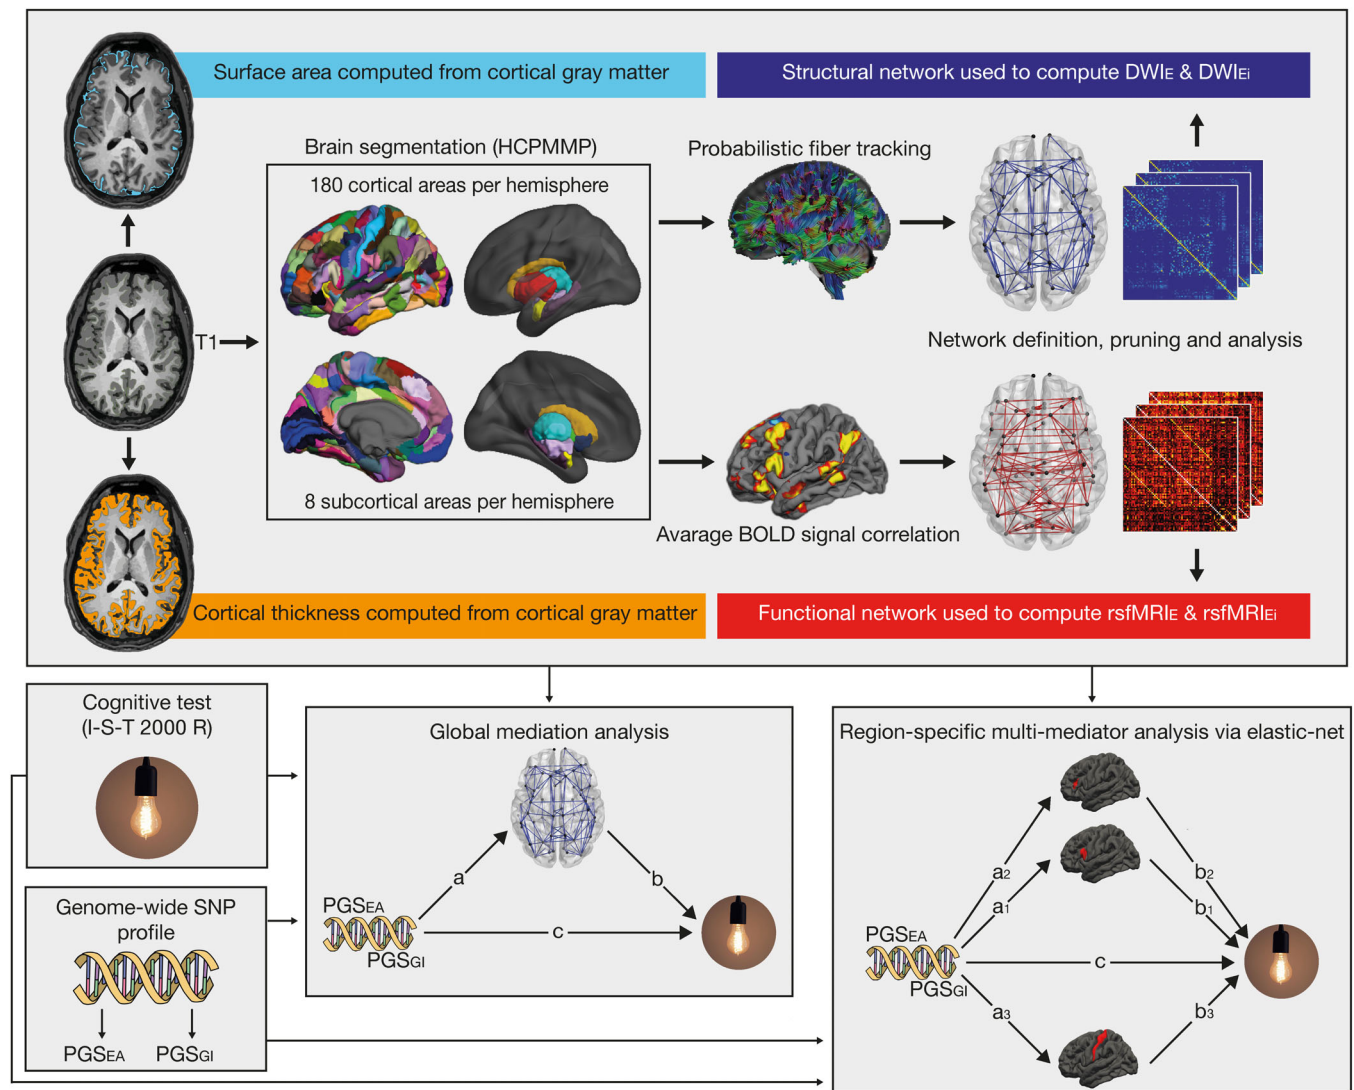 Surface area computed from cortical gray matter
Structural network used to compute DWIE & DWIEi
Brain segmentation (HCPMMP)
180 cortical areas per hemisphere
Probabilistic fiber tracking
T1
Network definition, pruning and analysis
8 subcortical areas per hemisphere
Avarage BOLD signal correlation
Cortical thickness computed from cortical gray matter
Functional network used to compute rsfMRIE & rsfMRIEi
Cognitive test
(I-S-T 2000 R)
Genome-wide SNP
profile
PGSEA
PGSGI
Global mediation analysis
a
b
PGSEA
c
PGSGI
Region-specific multi-mediator analysis via elastic-net
a2
b2
a1
b1
PGSEA
c
PGSGI
a3
b3